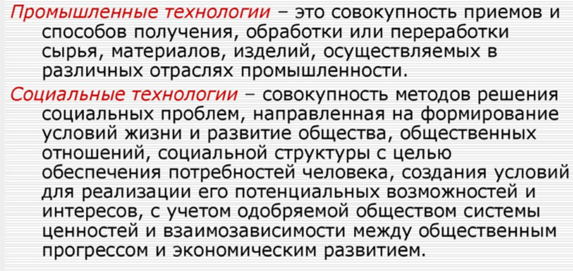 Промышленные технологии – это совокупность приемов и
способов получения, обработки или переработки
сырья, материалов, изделий, осуществляемых в
различных отраслях промышленности.
Социальные технологии – совокупность методов решения
социальных проблем, направленная на формирование
условий жизни и развитие общества, общественных
отношений, социальной структуры с целью
обеспечения потребностей человека, создания условий
для реализации его потенциальных возможностей и
интересов, с учетом одобряемой обществом системы
ценностей и взаимозависимости между общественным
прогрессом и экономическим развитием.